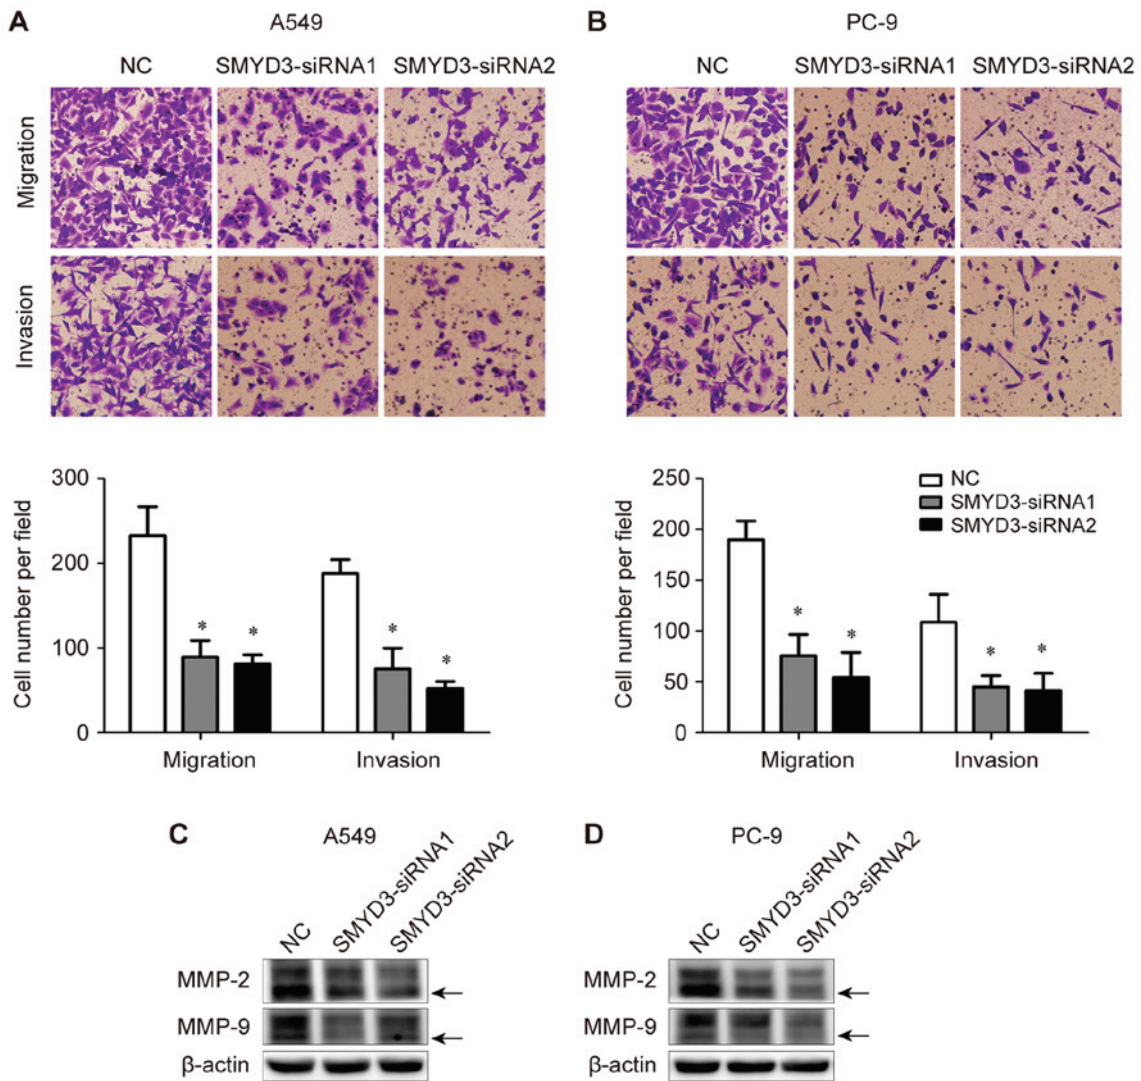 A
A549
NC SMYD3-siRNA1 SMYD3-siRNA2
Migration
Invasion
Cell number per field
300
200
100
0
* * * *
Migration Invasion
B
PC-9
NC SMYD3-siRNA1 SMYD3-siRNA2
Cell number per field
250
200
150
100
50
0
NC
SMYD3-siRNA1
SMYD3-siRNA2
* * * *
Migration Invasion
C
A549
NC SMYD3-siRNA1 SMYD3-siRNA2
MMP-2
MMP-9
β-actin
D
PC-9
NC SMYD3-siRNA1 SMYD3-siRNA2
MMP-2
MMP-9
β-actin